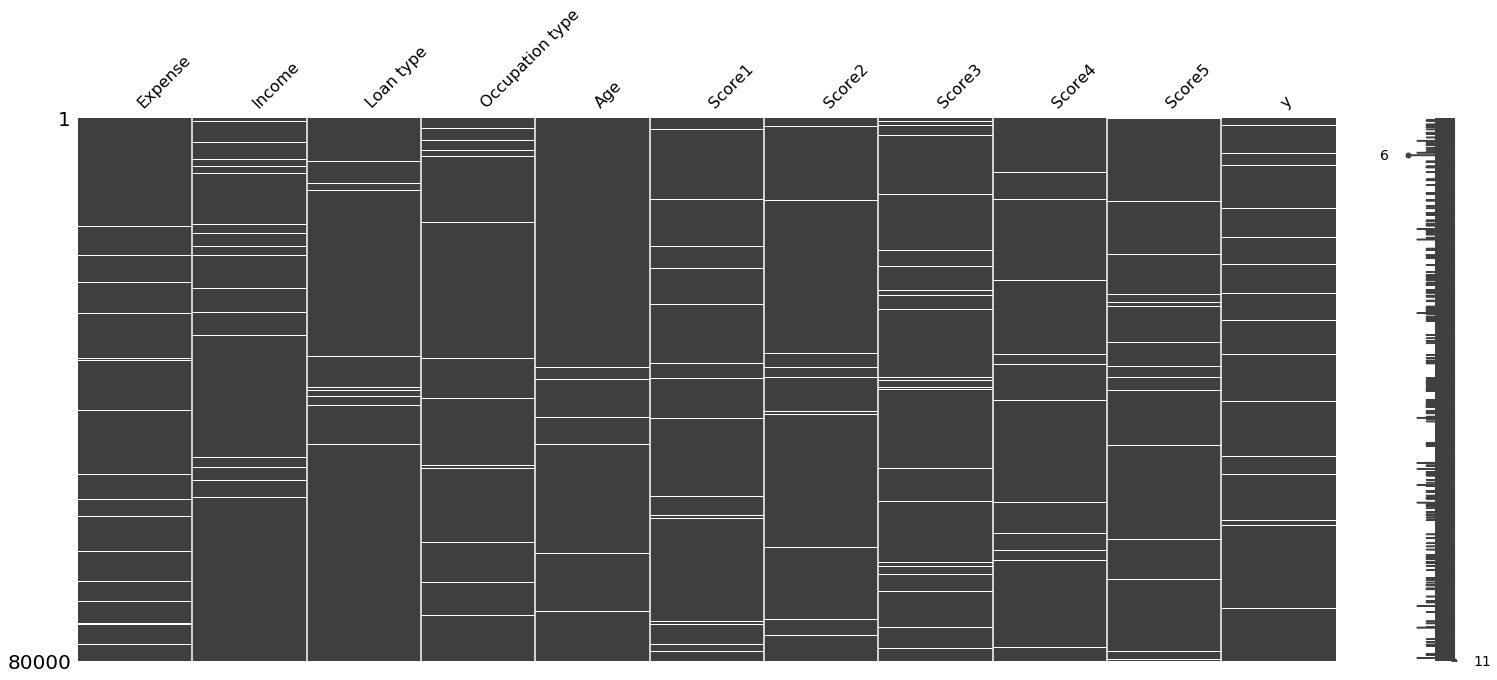 Expense
Income
Loan type
Occupation type
Age
Score1
Score2
Score3
Score4
Score5
y
1
6
80000
11